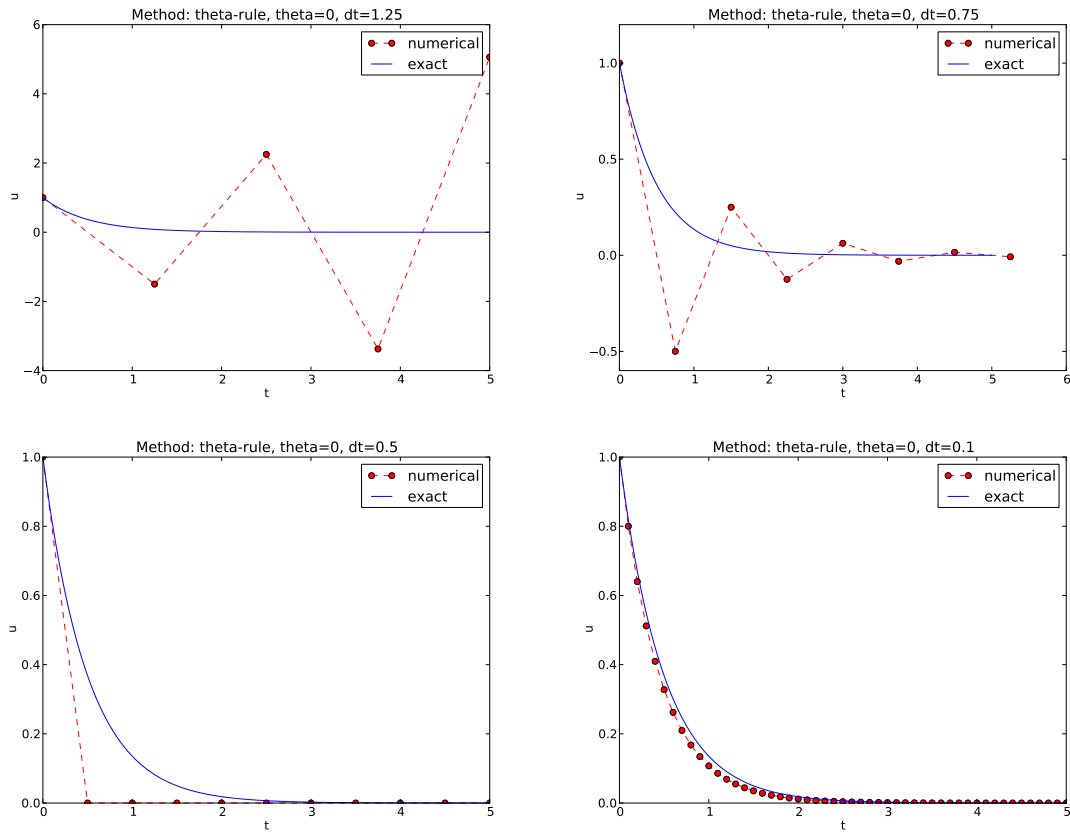 Method: theta-rule, theta=0, dt=1.25
numerical
exact
6
4
2
0
−2
−4
u
0 1 2 3 4 5
t
Method: theta-rule, theta=0, dt=0.75
numerical
exact
1.0
0.5
0.0
−0.5
u
0 1 2 3 4 5 6
t
Method: theta-rule, theta=0, dt=0.5
numerical
exact
1.0
0.8
0.6
0.4
0.2
0.0
u
0 1 2 3 4 5
t
Method: theta-rule, theta=0, dt=0.1
numerical
exact
1.0
0.8
0.6
0.4
0.2
0.0
u
0 1 2 3 4 5
t